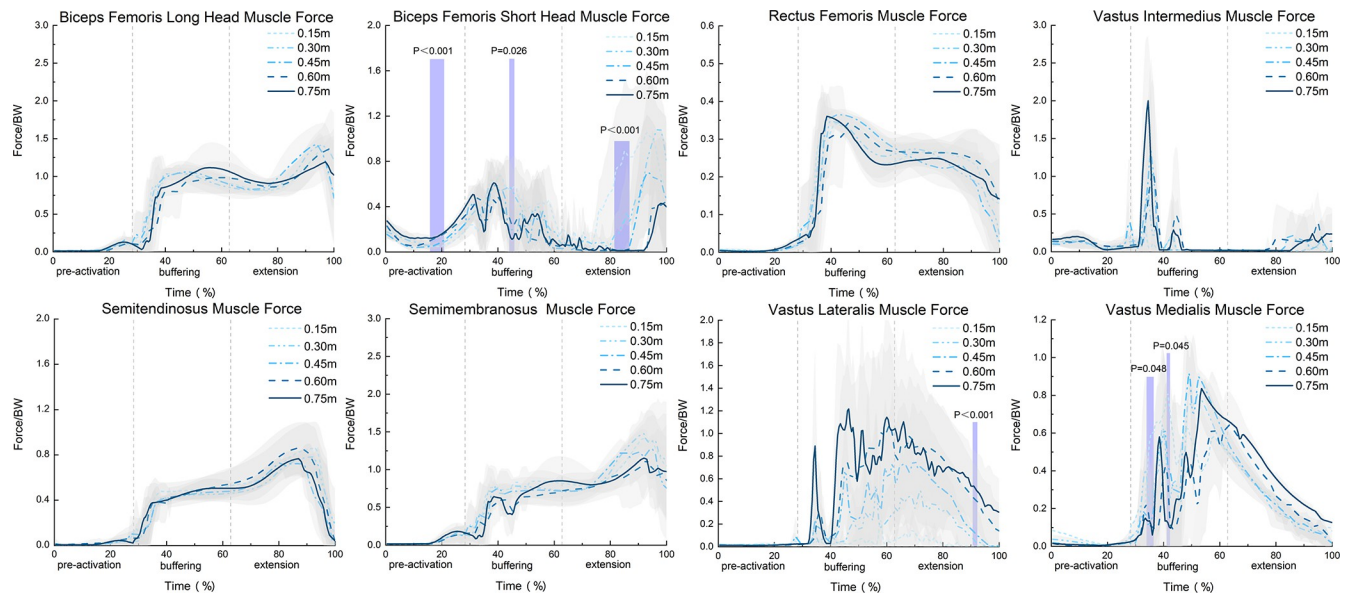 Biceps Femoris Long Head Muscle Force
3.0
2.5
2.0
1.5
1.0
0.5
0.0
Force/BW
0.15m
0.30m
0.45m
0.60m
0.75m
0 20 40 60 80 100
pre-activation buffering extension
Time (%)
Biceps Femoris Short Head Muscle Force
2.0
1.6
1.2
0.8
0.4
0.0
Force/BW
P<0.001
P=0.026
P<0.001
0.15m
0.30m
0.45m
0.60m
0.75m
0 20 40 60 80 100
pre-activation buffering extension
Time (%)
Rectus Femoris Muscle Force
0.6
0.5
0.4
0.3
0.2
0.1
0.0
Force/BW
0.15m
0.30m
0.45m
0.60m
0.75m
0 20 40 60 80 100
pre-activation buffering extension
Time (%)
Vastus Intermedius Muscle Force
3.0
2.5
2.0
1.5
1.0
0.5
0.0
Force/BW
0.15m
0.30m
0.45m
0.60m
0.75m
0 20 40 60 80 100
pre-activation buffering extension
Time (%)
Semitendinosus Muscle Force
2.0
1.6
1.2
0.8
0.4
0.0
Force/BW
0.15m
0.30m
0.45m
0.60m
0.75m
0 20 40 60 80 100
pre-activation buffering extension
Time (%)
Semimembranosus Muscle Force
3.0
2.5
2.0
1.5
1.0
0.5
0.0
Force/BW
0.15m
0.30m
0.45m
0.60m
0.75m
0 20 40 60 80 100
pre-activation buffering extension
Time (%)
Vastus Lateralis Muscle Force
2.0
1.8
1.6
1.4
1.2
1.0
0.8
0.6
0.4
0.2
0.0
Force/BW
P<0.001
0.15m
0.30m
0.45m
0.60m
0.75m
0 20 40 60 80 100
pre-activation buffering extension
Time (%)
Vastus Medialis Muscle Force
1.2
1.0
0.8
0.6
0.4
0.2
0.0
Force/BW
P=0.045
P=0.048
0.15m
0.30m
0.45m
0.60m
0.75m
0 20 40 60 80 100
pre-activation buffering extension
Time (%)